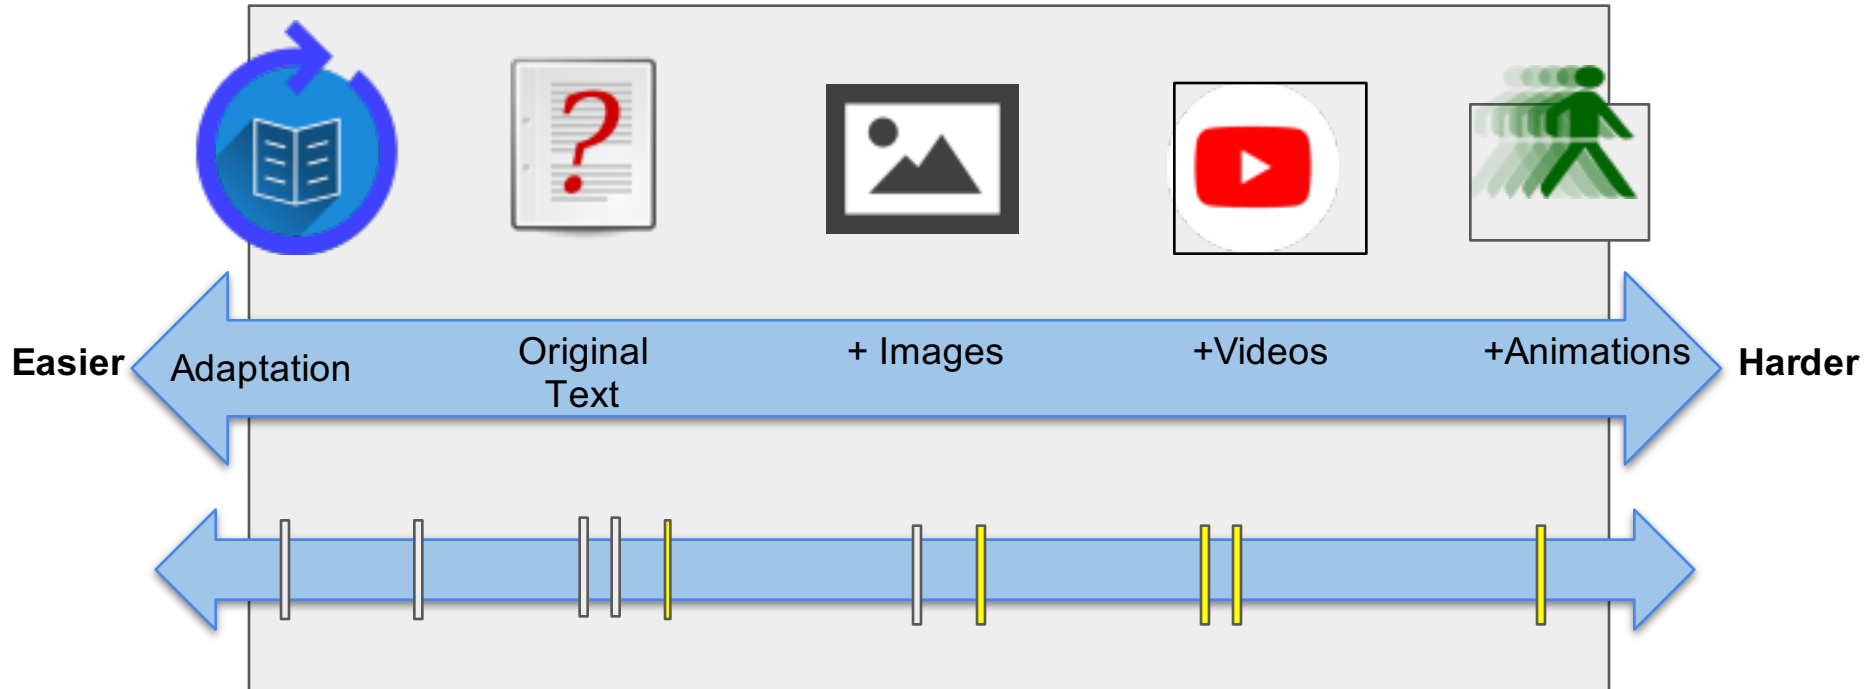 Easier
Adaptation
Original
Text
+ Images
+Videos
+Animations
Harder
?